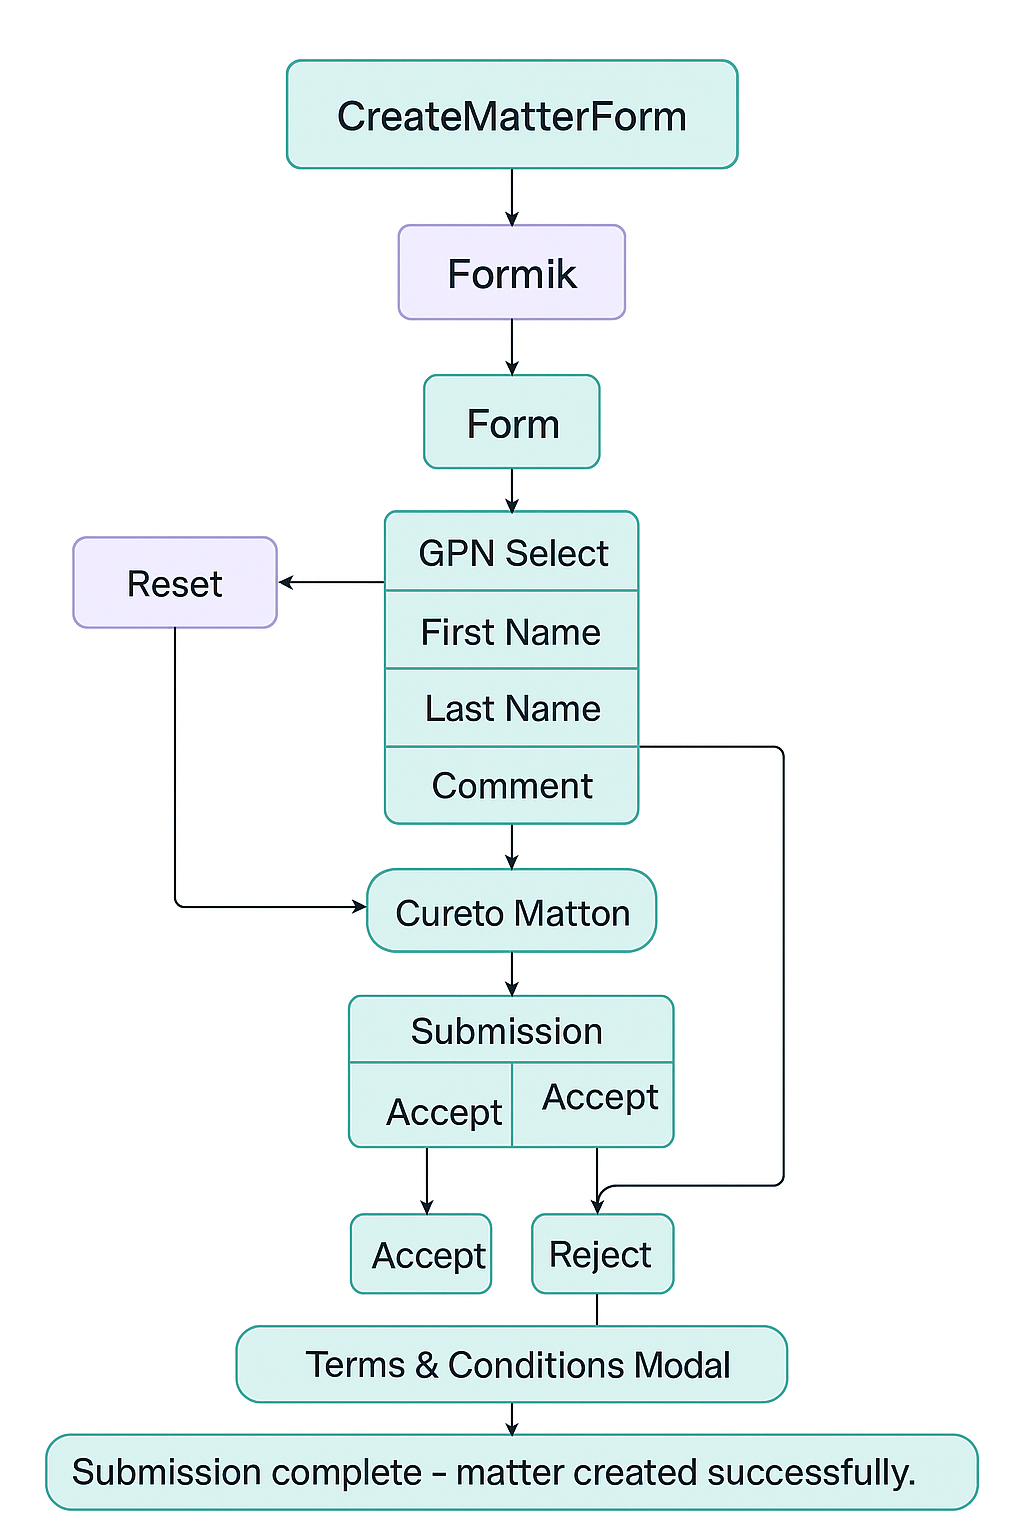 CreateMatterForm
Formik
Form
GPN Select
Reset
First Name
Last Name
Comment
Cureto Matton
Submission
Accept
Accept
Accept
Reject
Terms & Conditions Modal
Submission complete – matter created successfully.